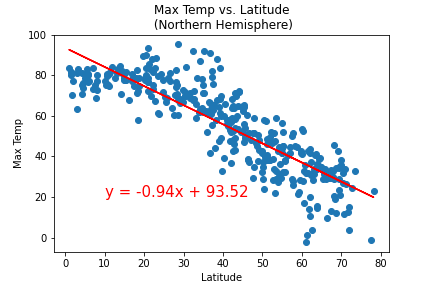 Max Temp vs. Latitude
(Northern Hemisphere)
100
80
60
40
20
0
Max Temp
y = -0.94x + 93.52
0 10 20 30 40 50 60 70 80
Latitude